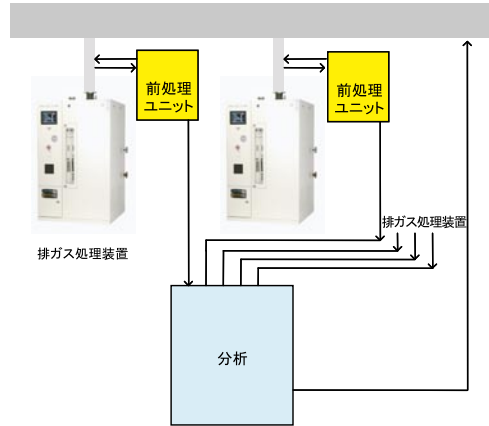 前処理
ユニット
前処理
ユニット
排ガス処理装置
排ガス処理装置
分析